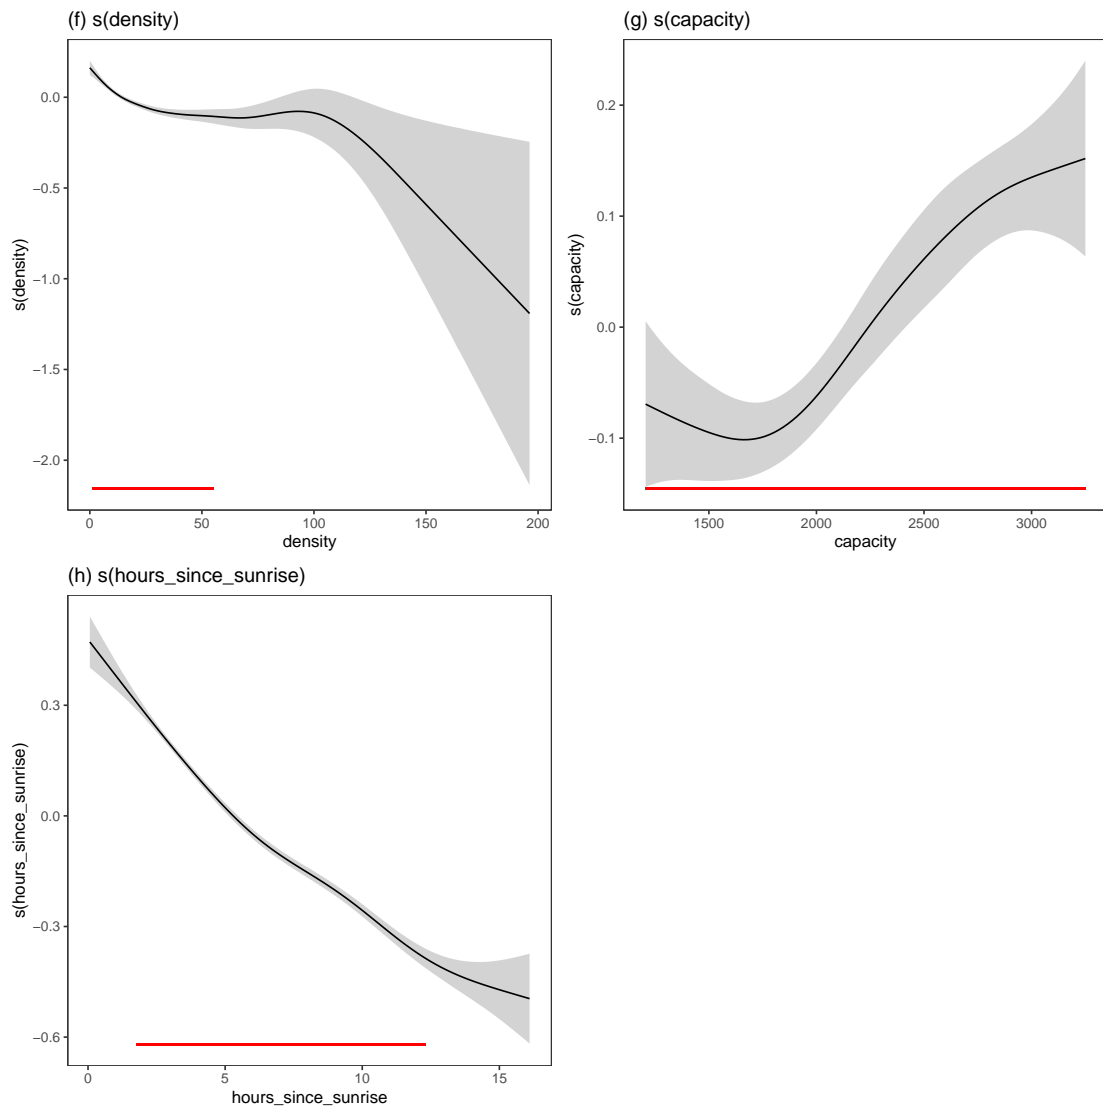 (f) s(density)
0.0
−0.5
−1.0
−1.5
−2.0
s(density)
0
50
100
150
200
density
(g) s(capacity)
0.2
0.1
0.0
−0.1
s(capacity)
1500
2000
2500
3000
capacity
(h) s(hours_since_sunrise)
0.3
0.0
−0.3
−0.6
s(hours_since_sunrise)
0
5
10
15
hours_since_sunrise